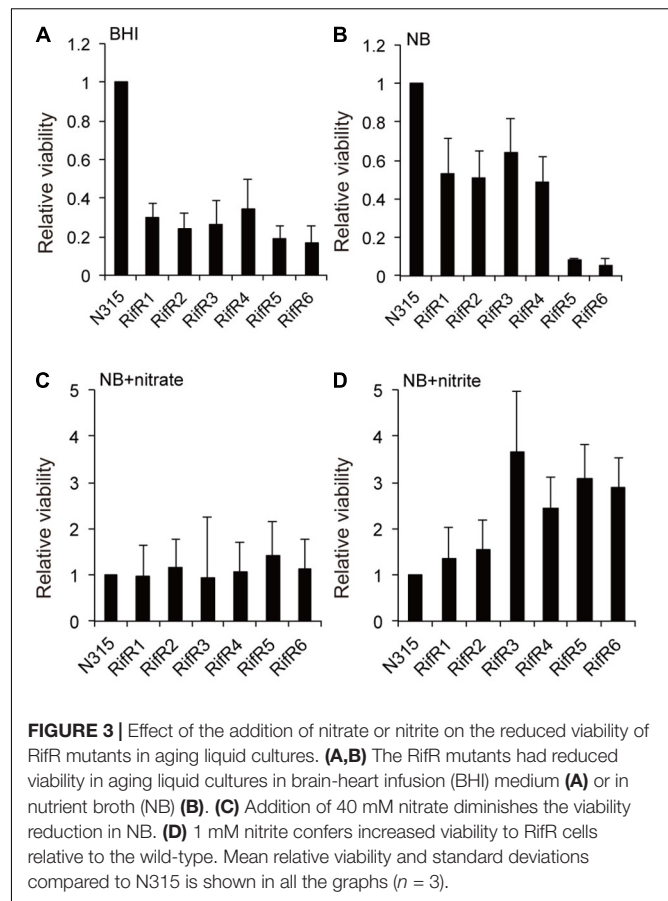 A
BHI
1.2
1
0.8
0.6
0.4
0.2
0
Relative viability
N315
RifR1
RifR2
RifR3
RifR4
RifR5
RifR6
B
NB
1.2
1
0.8
0.6
0.4
0.2
0
Relative viability
N315
RifR1
RifR2
RifR3
RifR4
RifR5
RifR6
C
NB+nitrate
5
4
3
2
1
0
Relative viability
N315
RifR1
RifR2
RifR3
RifR4
RifR5
RifR6
D
NB+nitrite
5
4
3
2
1
0
Relative viability
N315
RifR1
RifR2
RifR3
RifR4
RifR5
RifR6
FIGURE 3 | Effect of the addition of nitrate or nitrite on the reduced viability of
RifR mutants in aging liquid cultures. (A,B) The RifR mutants had reduced
viability in aging liquid cultures in brain-heart infusion (BHI) medium (A) or in
nutrient broth (NB) (B). (C) Addition of 40 mM nitrate diminishes the viability
reduction in NB. (D) 1 mM nitrite confers increased viability to RifR cells
relative to the wild-type. Mean relative viability and standard deviations
compared to N315 is shown in all the graphs (n = 3).